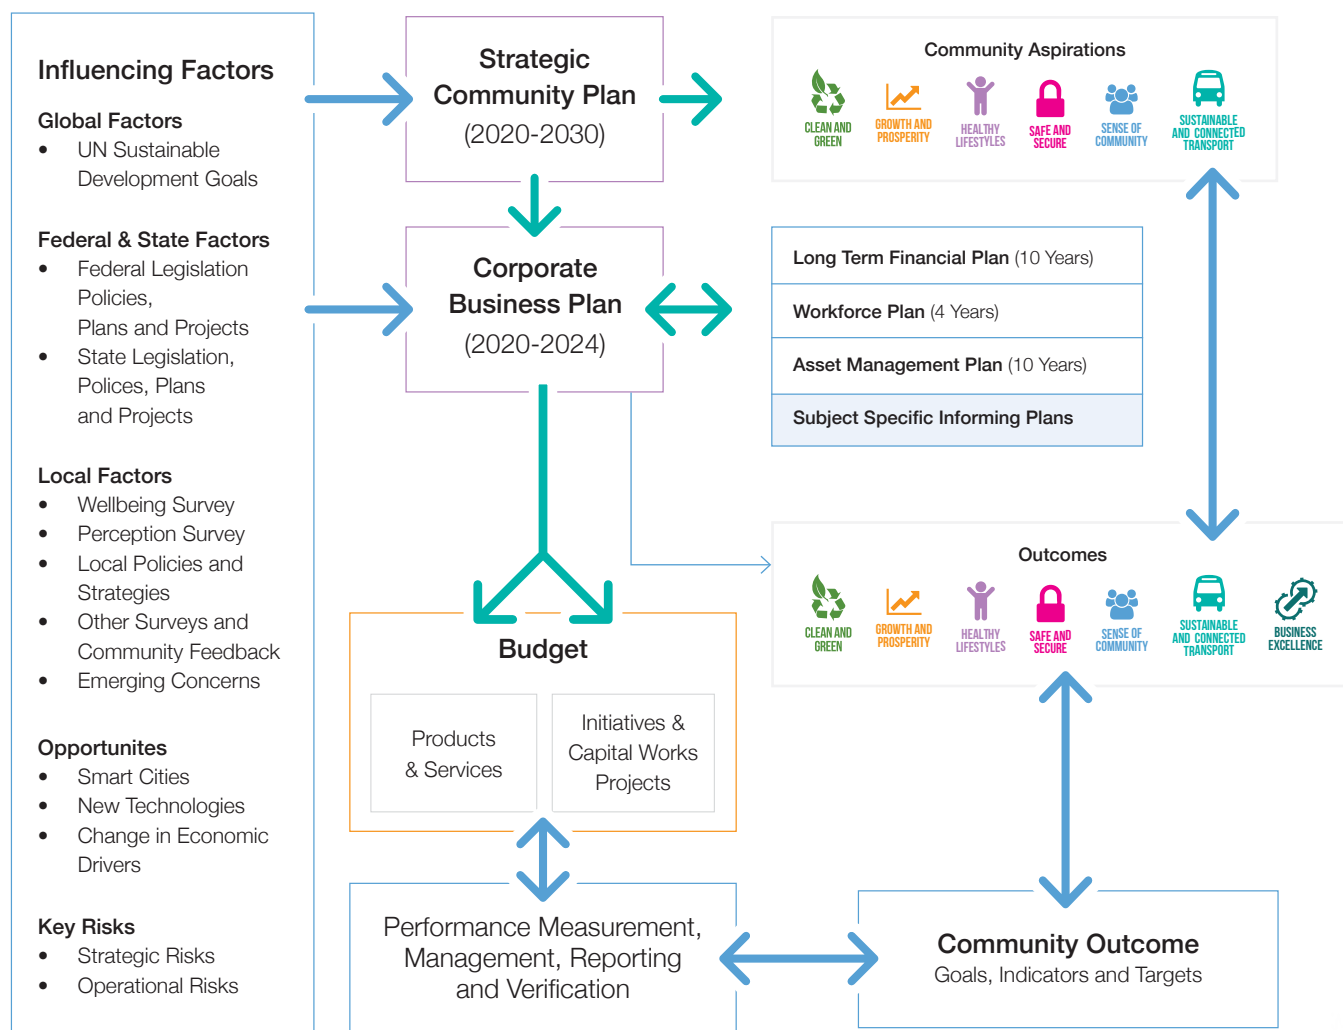 Influencing Factors
Global Factors
• UN Sustainable
Development Goals
Federal & State Factors
• Federal Legislation
Policies,
Plans and Projects
• State Legislation,
Polices, Plans
and Projects
Local Factors
• Wellbeing Survey
• Perception Survey
• Local Policies and
Strategies
• Other Surveys and
Community Feedback
• Emerging Concerns
Opportunites
• Smart Cities
• New Technologies
• Change in Economic
Drivers
Key Risks
• Strategic Risks
• Operational Risks
Strategic
Community Plan
(2020-2030)
Community Aspirations
CLEAN AND
GREEN
GROWTH AND
PROSPERITY
HEALTHY
LIFESTYLES
SAFE AND
SECURE
SENSE OF
COMMUNITY
SUSTAINABLE
AND CONNECTED
TRANSPORT
Corporate
Business Plan
(2020-2024)
Long Term Financial Plan (10 Years)
Workforce Plan (4 Years)
Asset Management Plan (10 Years)
Subject Specific Informing Plans
Outcomes
CLEAN AND
GREEN
GROWTH AND
PROSPERITY
HEALTHY
LIFESTYLES
SAFE AND
SECURE
SENSE OF
COMMUNITY
SUSTAINABLE
AND CONNECTED
TRANSPORT
BUSINESS
EXCELLENCE
Budget
Products
& Services
Initiatives &
Capital Works
Projects
Performance Measurement,
Management, Reporting
and Verification
Community Outcome
Goals, Indicators and Targets